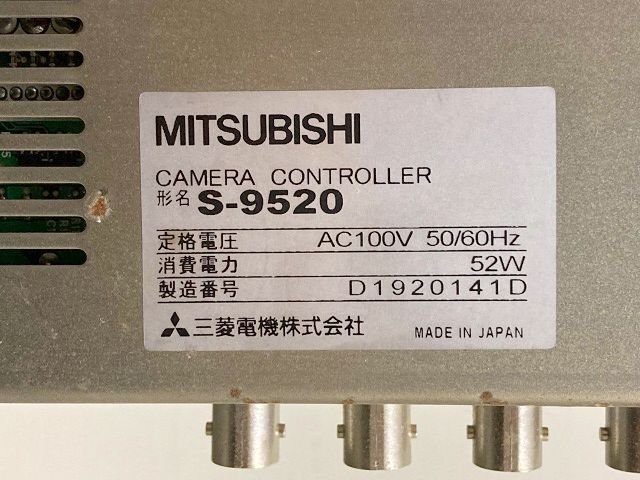 MITSUBISHI
CAMERA CONTROLLER
形名 S-9520
定格電圧 AC100V 50/60Hz
消費電力 52W
製造番号 D1920141D
三菱電機株式会社 MADE IN JAPAN